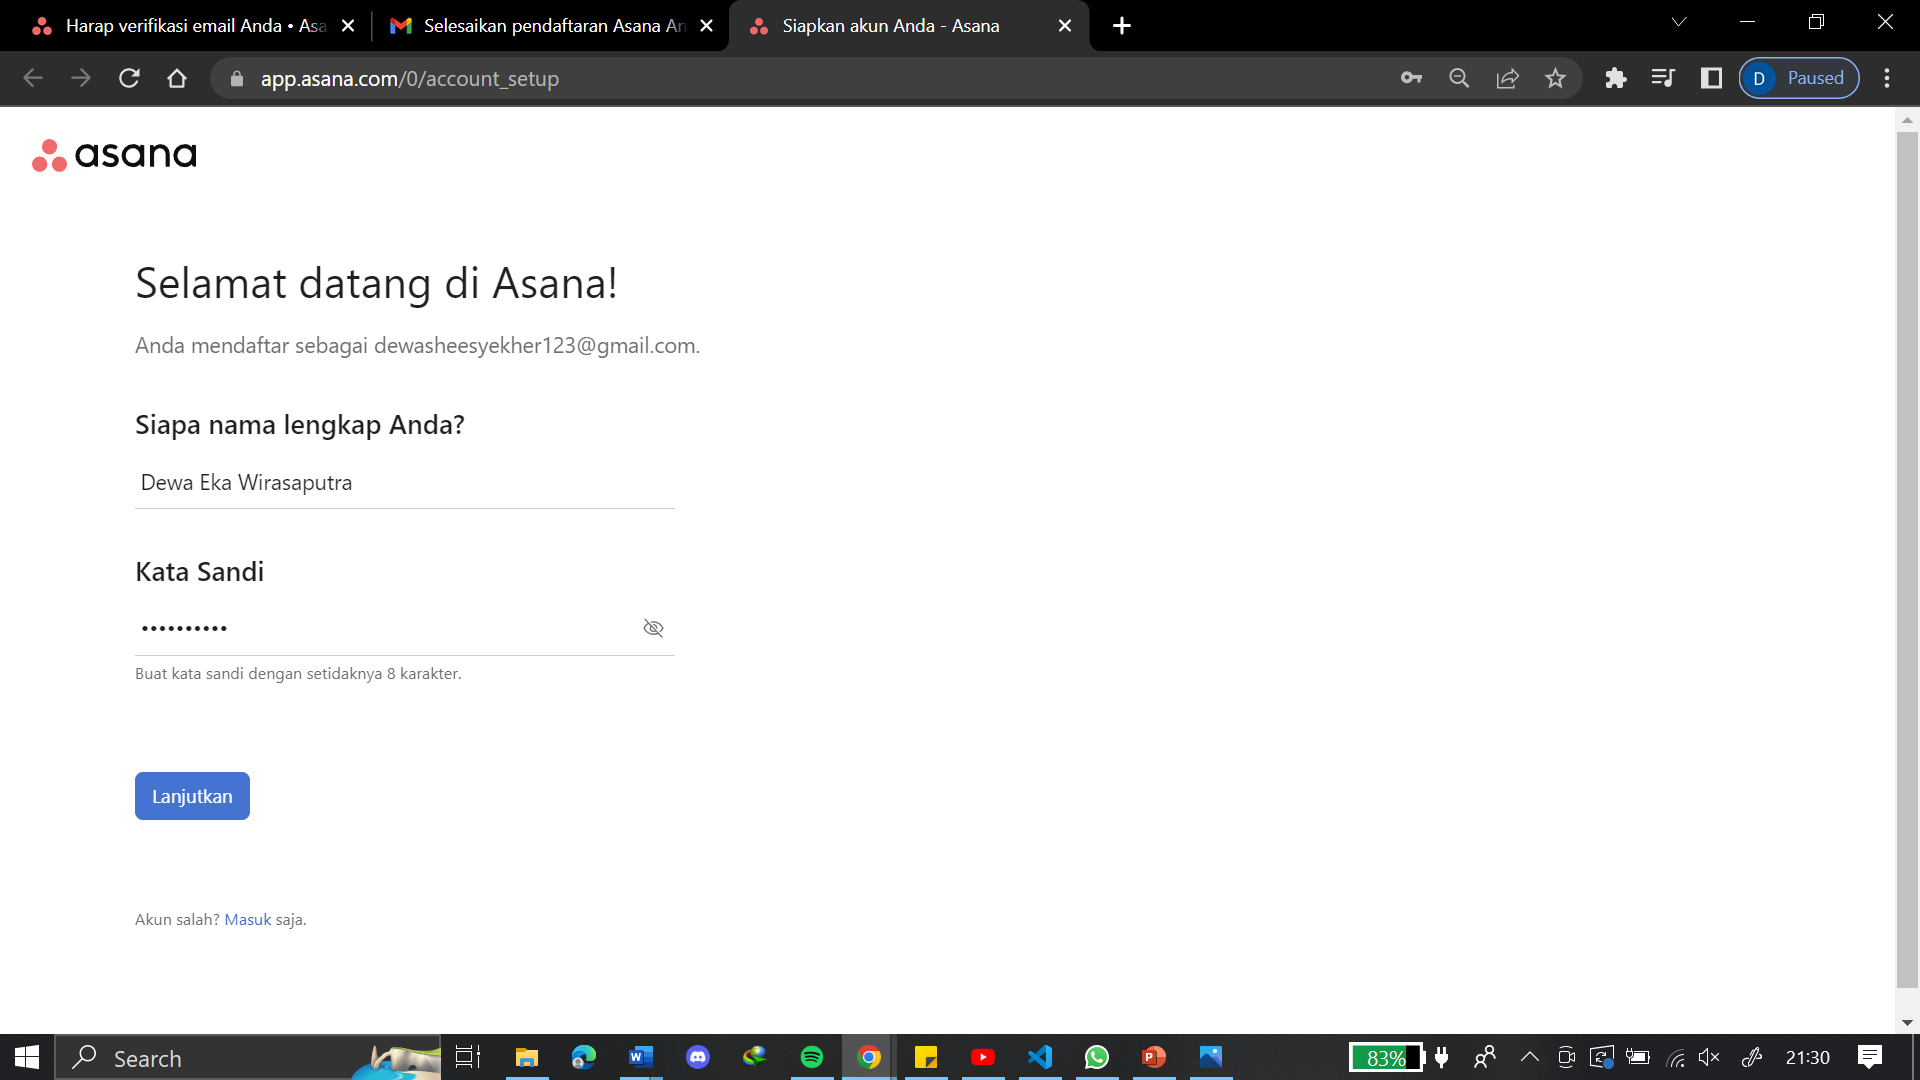 Harap verifikasi email Anda • Asa
Selesaikan pendaftaran Asana An
Siapkan akun Anda - Asana
app.asana.com/0/account_setup
D Paused
asana
Selamat datang di Asana!
Anda mendaftar sebagai dewasheesyekher123@gmail.com.
Siapa nama lengkap Anda?
Dewa Eka Wirasaputra
Kata Sandi
••••••••••
Buat kata sandi dengan setidaknya 8 karakter.
Lanjutkan
Akun salah? Masuk saja.
Search
83%
21:30